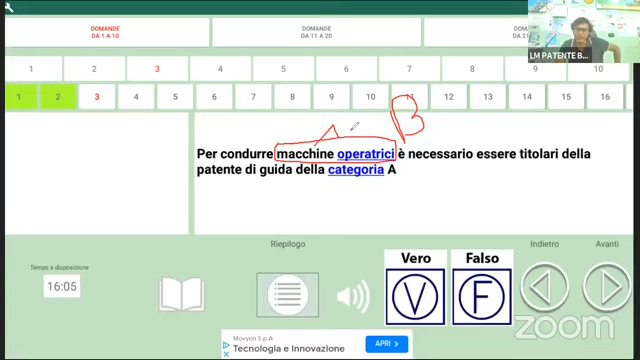 DOMANDE
DA 1 A 10
DOMANDE
DA 11 A 20
DOMANDE
DA 21
LM PATENTE B...
1 2 3 4 5 6 7 8 9 10
1 2 3 4 5 6 7 8 9 10 11 12 13 14 15
A B
Per condurre macchine operatrici è necessario essere titolari della
patente di guida della categoria A
Riepilogo
Tempo a disposizione
16:05
Vero
Falso
V
F
Indietro
Avanti
Movyon S.p.A
Tecnologia e Innovazione
APRI
zoom